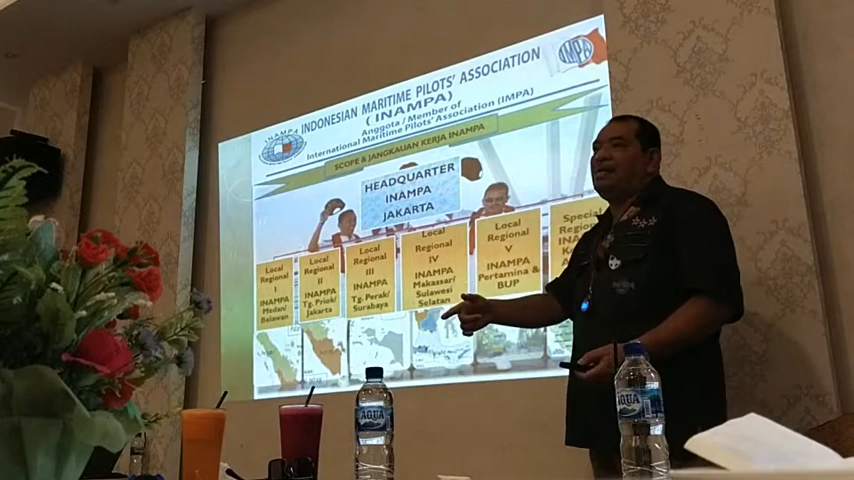 INAMPA
INDONESIAN MARITIME PILOTS' ASSOCIATION
( INAMPA )
Anggota / Member of
International Maritime Pilots' Association (IMPA)
IMPA
SCOPE & JANGKAUAN KERJA INAMPA
HEADQUARTER
INAMPA
JAKARTA
Local
Regional
I
INAMPA
Medan/
Belawan
Local
Regional
II
INAMPA
Tg.Priok/
Jakarta
Local
Regional
III
INAMPA
Tg.Perak/
Surabaya
Local
Regional
IV
INAMPA
Makassar/
Sulawesi
Selatan
Local
Regional
V
INAMPA
Pertamina &
BUP
Special
Regional
AQUA
AQUA